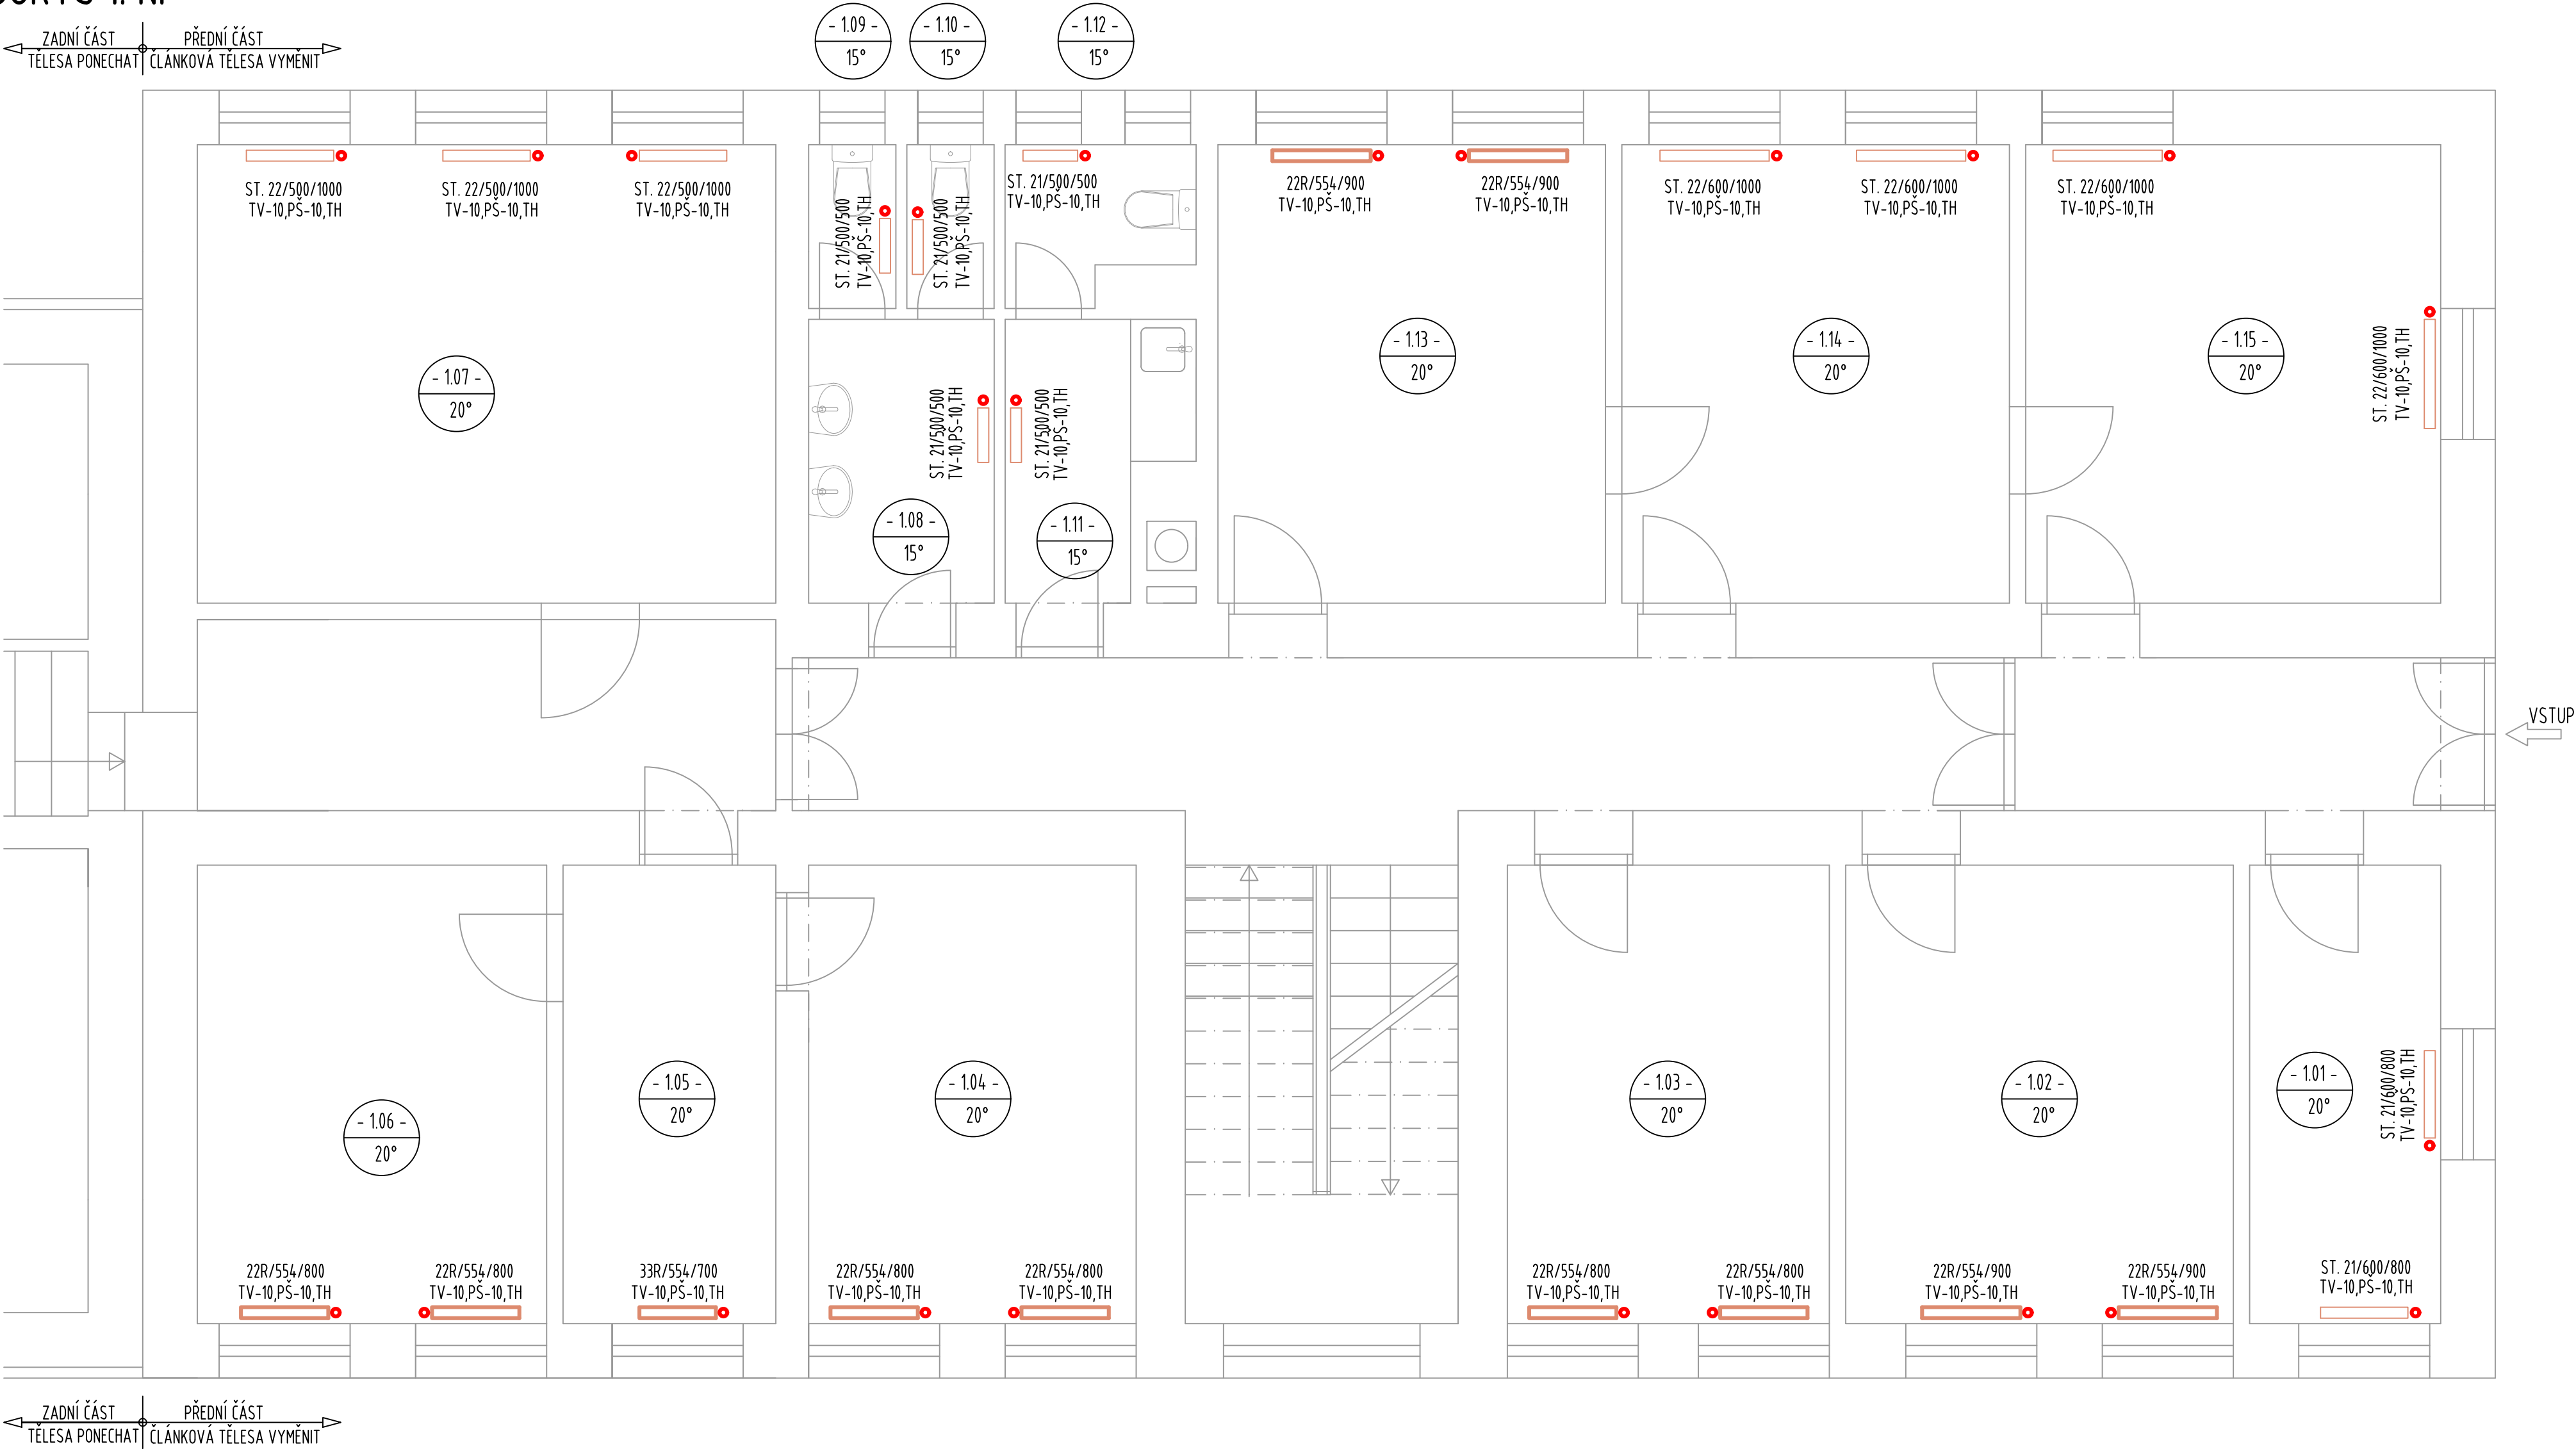 ZADNÍ ČÁST
PŘEDNÍ ČÁST
TĚLESA PONECHAT
ČLÁNKOVÁ TĚLESA VYMĚNIT
- 1.09 -
15°
- 1.10 -
15°
- 1.12 -
15°
ST. 22/500/1000
TV-10,PŠ-10,TH
ST. 22/500/1000
TV-10,PŠ-10,TH
ST. 22/500/1000
TV-10,PŠ-10,TH
ST. 21/500/500
TV-10,PŠ-10,TH
ST. 21/500/500
TV-10,PŠ-10,TH
ST. 21/500/500
TV-10,PŠ-10,TH
22R/554/900
TV-10,PŠ-10,TH
22R/554/900
TV-10,PŠ-10,TH
ST. 22/600/1000
TV-10,PŠ-10,TH
ST. 22/600/1000
TV-10,PŠ-10,TH
ST. 22/600/1000
TV-10,PŠ-10,TH
ST. 22/600/1000
TV-10,PŠ-10,TH
- 1.07 -
20°
ST. 21/500/500
TV-10,PŠ-10,TH
ST. 21/500/500
TV-10,PŠ-10,TH
- 1.13 -
20°
- 1.14 -
20°
- 1.15 -
20°
- 1.08 -
15°
- 1.11 -
15°
VSTUP
- 1.06 -
20°
- 1.05 -
20°
- 1.04 -
20°
- 1.03 -
20°
- 1.02 -
20°
- 1.01 -
20°
ST. 21/600/800
TV-10,PŠ-10,TH
22R/554/800
TV-10,PŠ-10,TH
22R/554/800
TV-10,PŠ-10,TH
33R/554/700
TV-10,PŠ-10,TH
22R/554/800
TV-10,PŠ-10,TH
22R/554/800
TV-10,PŠ-10,TH
22R/554/800
TV-10,PŠ-10,TH
22R/554/800
TV-10,PŠ-10,TH
22R/554/900
TV-10,PŠ-10,TH
22R/554/900
TV-10,PŠ-10,TH
ST. 21/600/800
TV-10,PŠ-10,TH
ZADNÍ ČÁST
PŘEDNÍ ČÁST
TĚLESA PONECHAT
ČLÁNKOVÁ TĚLESA VYMĚNIT